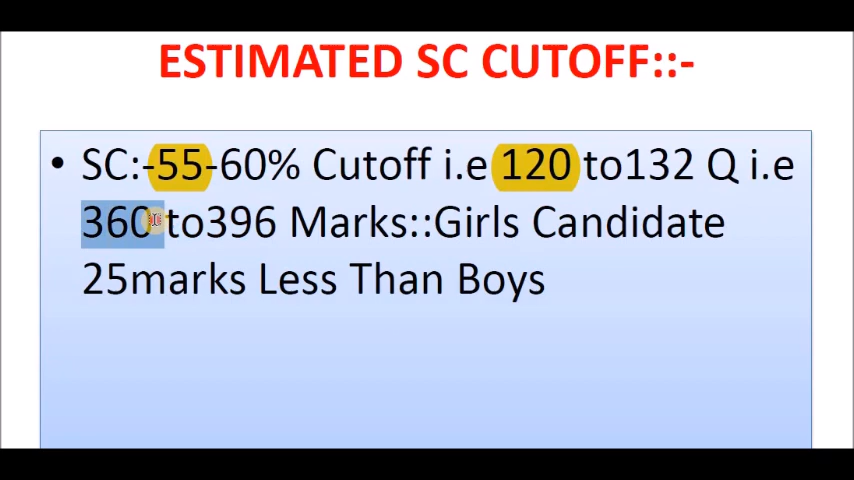 ESTIMATED SC CUTOFF::-
• SC:-55-60% Cutoff i.e 120 to132 Q i.e
360 to396 Marks::Girls Candidate
25marks Less Than Boys